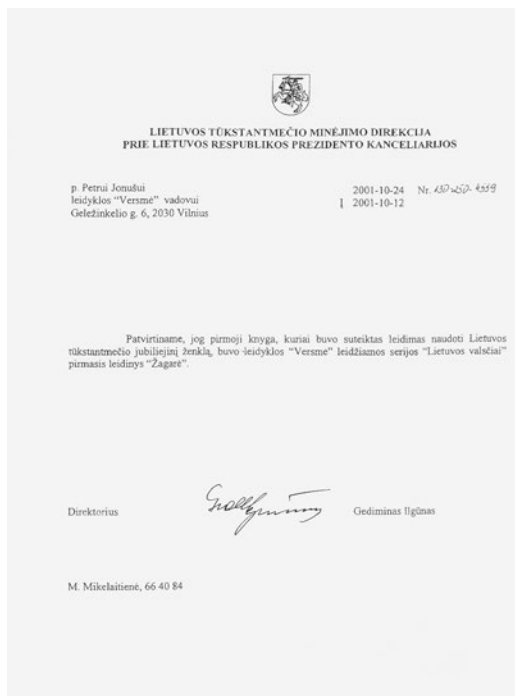 LIETUVOS TŪKSTANTMEČIO MINĖJIMO DIREKCIJA
PRIE LIETUVOS RESPUBLIKOS PREZIDENTO KANCELIARIJOS
p. Petrui Jonušui
leidyklos “Versmė” vadovui
Geležinkelio g. 6, 2030 Vilnius
2001-10-24 Nr.
Į 2001-10-12
Patvirtiname, jog pirmoji knyga, kuriai buvo suteiktas leidimas naudoti Lietuvos
tūkstantmečio jubiliejinį ženklą, buvo leidyklos “Versmė” leidžiamos serijos “Lietuvos valsčiai”
pirmasis leidinys “Žagarė”.
Direktorius
Gediminas Ilgūnas
M. Mikelaitienė, 66 40 84